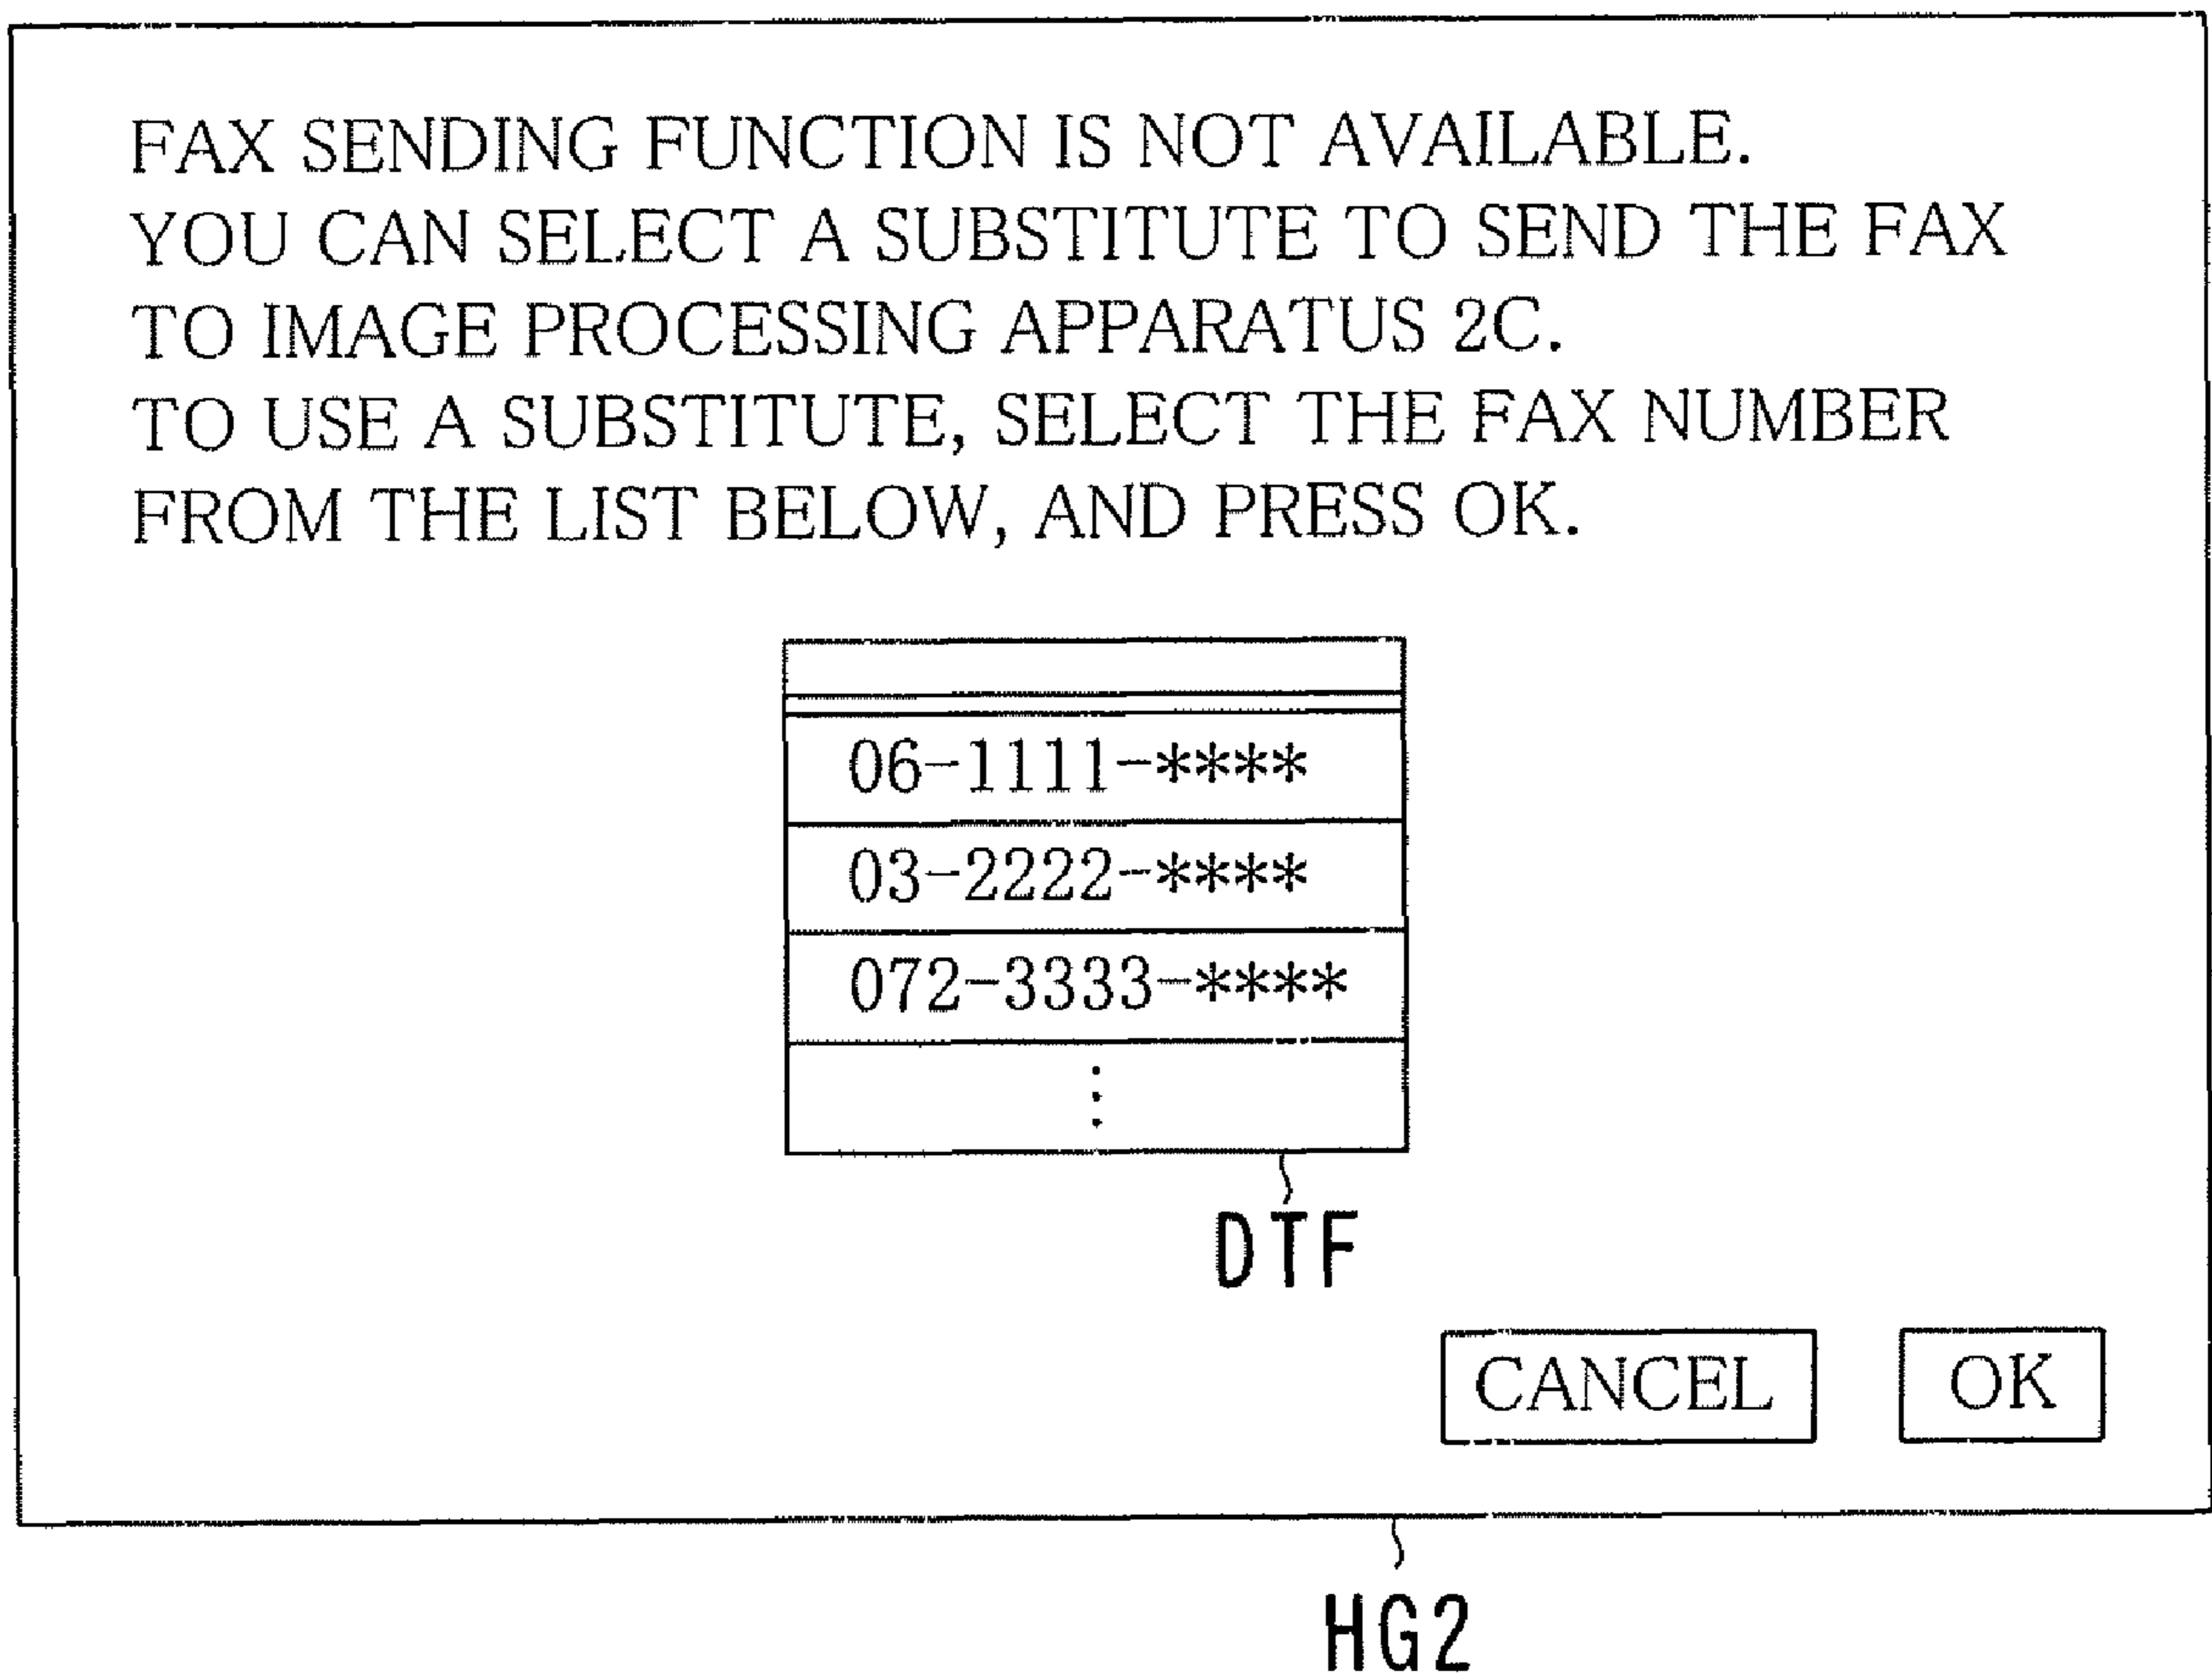 FAX SENDING FUNCTION IS NOT AVAILABLE.
YOU CAN SELECT A SUBSTITUTE TO SEND THE FAX
TO IMAGE PROCESSING APPARATUS 2C.
TO USE A SUBSTITUTE, SELECT THE FAX NUMBER
FROM THE LIST BELOW, AND PRESS OK.
06-1111-****
03-2222-****
072-3333-****
⋮
DTF
CANCEL OK
HG2